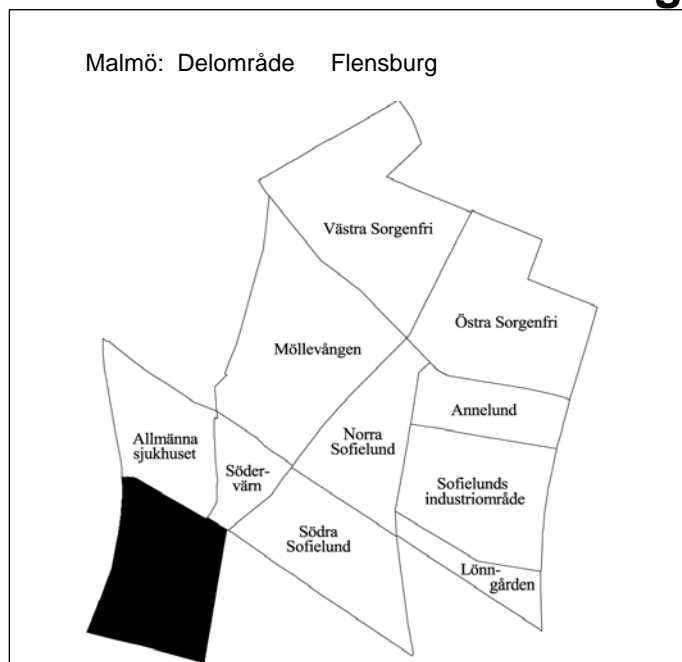 Malmö: Delområde Flensburg
Västra Sorgenfri
Östra Sorgenfri
Möllevången
Annelund
Allmänna
sjukhuset
Norra
Sofielund
Söder-
värn
Sofielunds
industriområde
Södra
Sofielund
Lönn-
gården